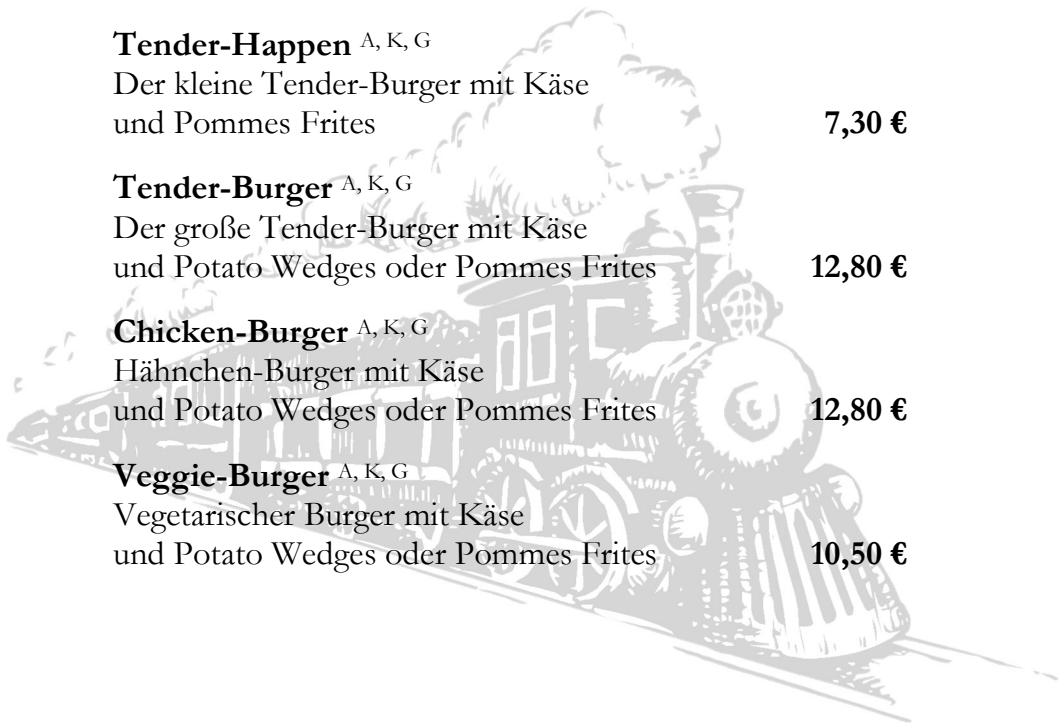 Tender-Happen A, K, G
Der kleine Tender-Burger mit Käse
und Pommes Frites 7,30 €
Tender-Burger A, K, G
Der große Tender-Burger mit Käse
und Potato Wedges oder Pommes Frites 12,80 €
Chicken-Burger A, K, G
Hähnchen-Burger mit Käse
und Potato Wedges oder Pommes Frites 12,80 €
Veggie-Burger A, K, G
Vegetarischer Burger mit Käse
und Potato Wedges oder Pommes Frites 10,50 €